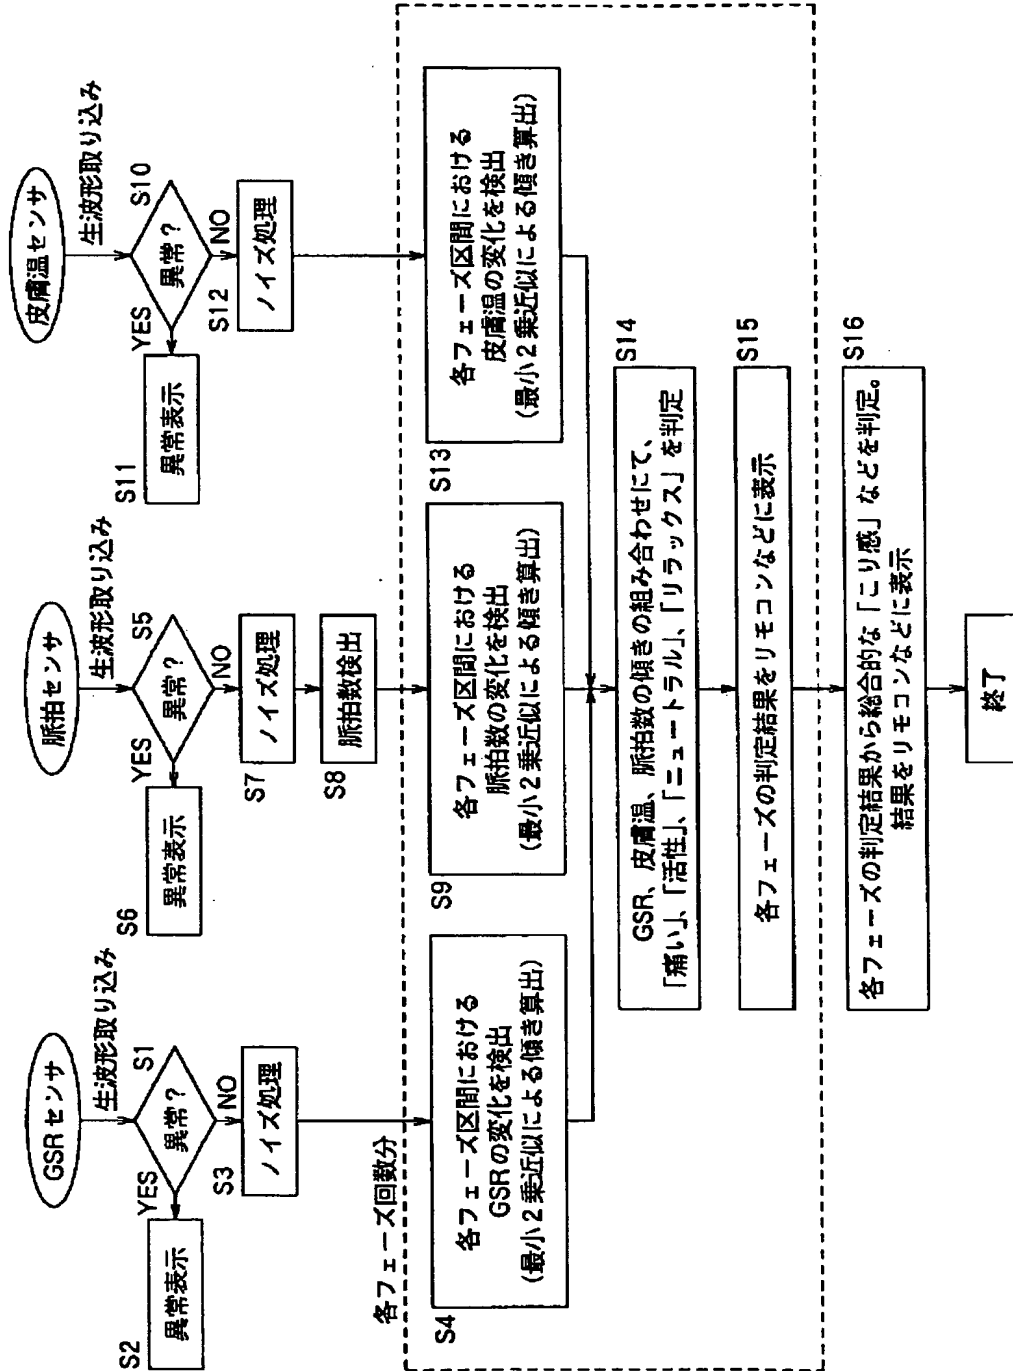 GSRセンサ
生波形取り込み
異常?
S1
YES
NO
S2
異常表示
S3
ノイズ処理
各フェーズ回数分
S4
各フェーズ区間における
GSRの変化を検出
(最小2乗近似による傾き算出)
脈拍センサ
生波形取り込み
異常?
S5
YES
NO
S6
異常表示
S7
ノイズ処理
S8
脈拍数検出
S9
各フェーズ区間における
脈拍数の変化を検出
(最小2乗近似による傾き算出)
皮膚温センサ
生波形取り込み
異常?
S10
YES
NO
S11
異常表示
S12
ノイズ処理
S13
各フェーズ区間における
皮膚温の変化を検出
(最小2乗近似による傾き算出)
S14
GSR、皮膚温、脈拍数の傾きの組み合わせにて、
「痛い」、「活性」、「ニュートラル」、「リラックス」を判定
S15
各フェーズの判定結果をリモコンなどに表示
S16
各フェーズの判定結果から総合的な「こり感」などを判定。
結果をリモコンなどに表示
終了